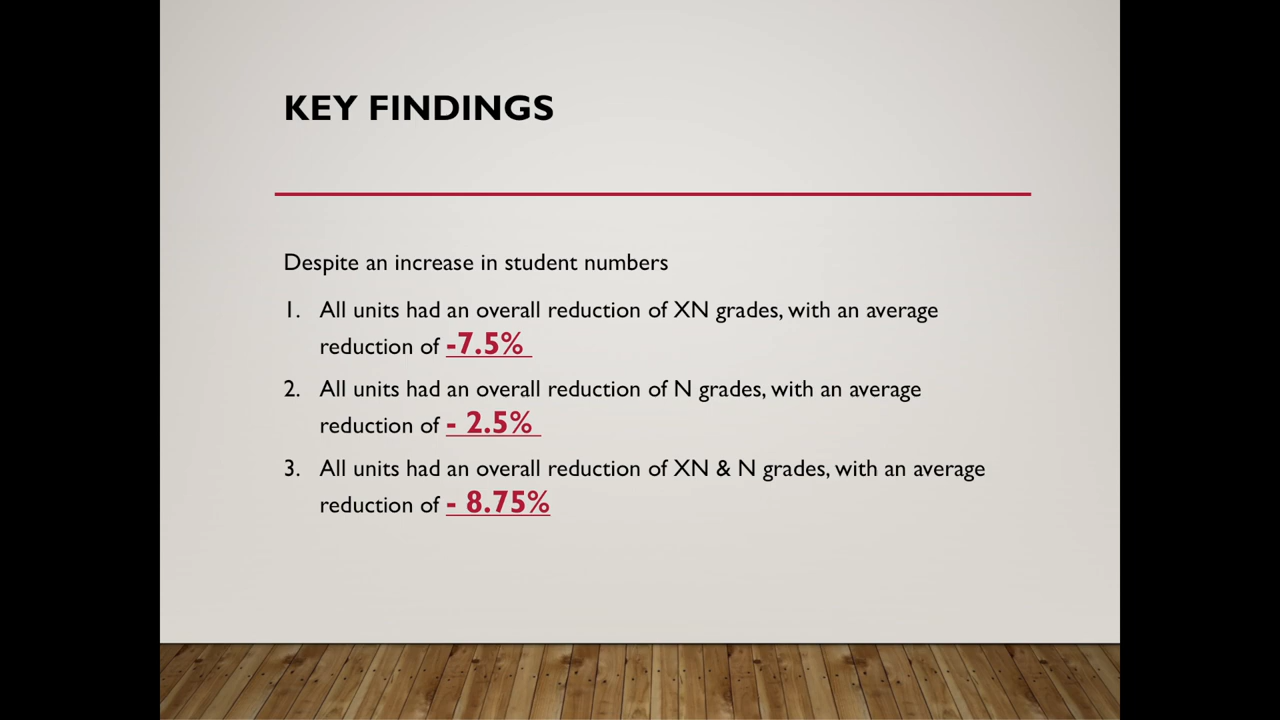 KEY FINDINGS
Despite an increase in student numbers
1. All units had an overall reduction of XN grades, with an average
reduction of -7.5%
2. All units had an overall reduction of N grades, with an average
reduction of - 2.5%
3. All units had an overall reduction of XN & N grades, with an average
reduction of - 8.75%